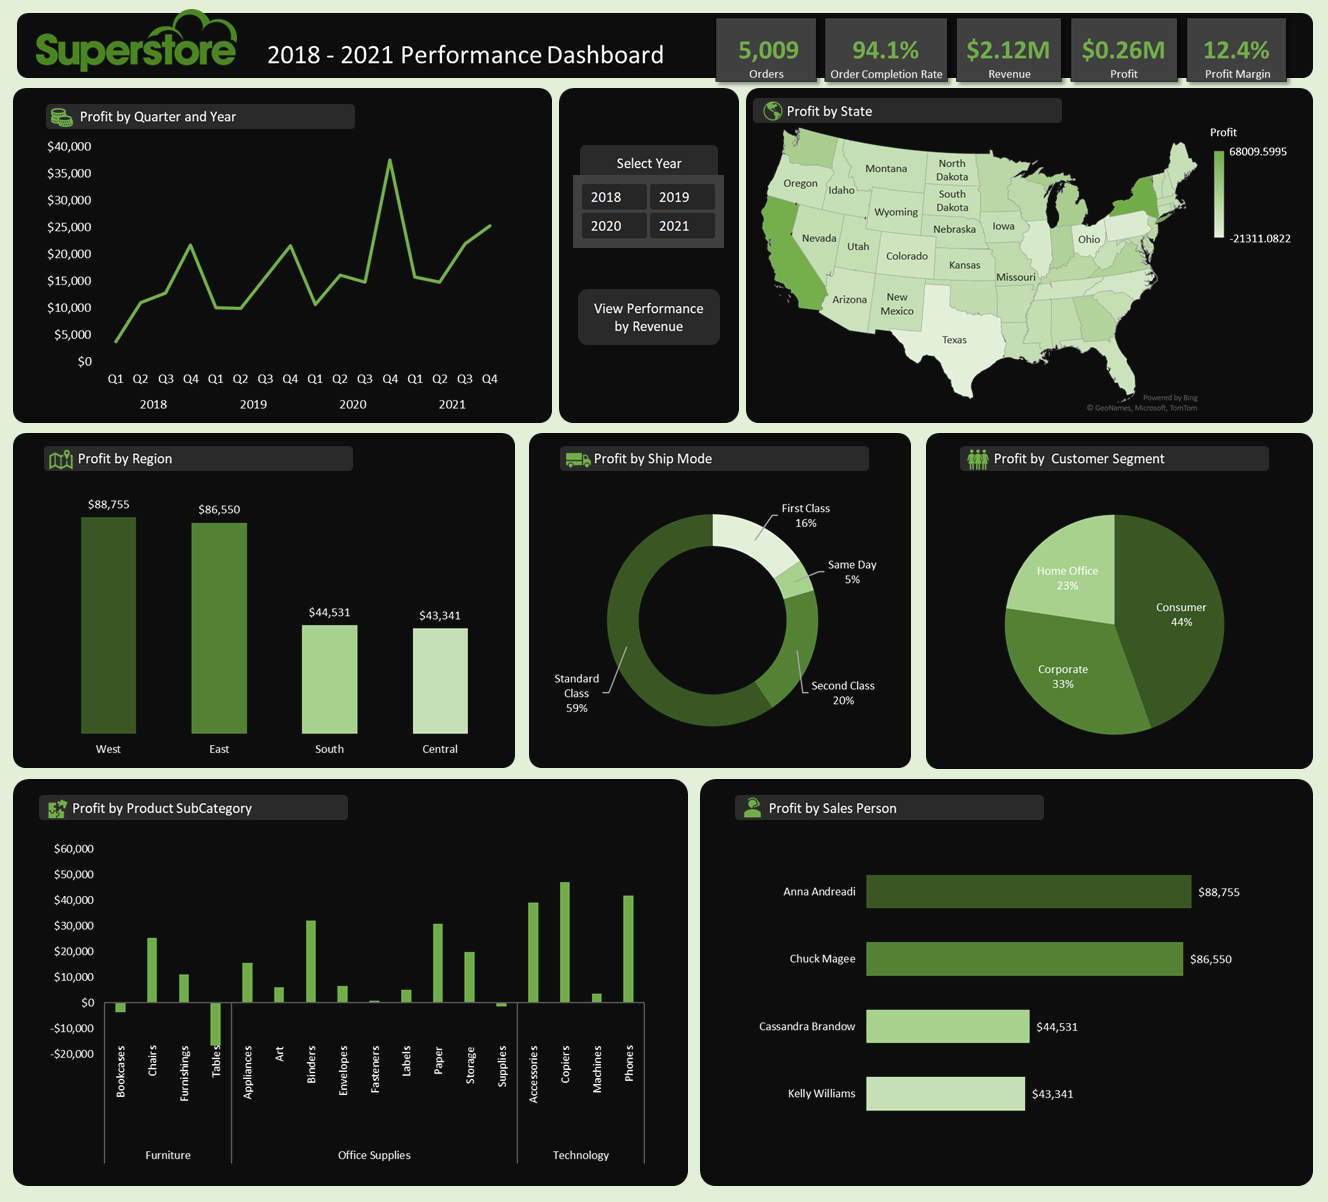 Superstore
2018 - 2021 Performance Dashboard
5,009
Orders
94.1%
Order Completion Rate
$2.12M
Revenue
$0.26M
Profit
12.4%
Profit Margin
Profit by Quarter and Year
$40,000
$35,000
$30,000
$25,000
$20,000
$15,000
$10,000
$5,000
$0
Q1 Q2 Q3 Q4 Q1 Q2 Q3 Q4 Q1 Q2 Q3 Q4 Q1 Q2 Q3 Q4
2018 2019 2020 2021
Select Year
2018 2019
2020 2021
View Performance
by Revenue
Profit by State
Profit
68009.5995
-21311.0822
Montana
North
Dakota
Oregon
Idaho
South
Dakota
Wyoming
Nebraska
Iowa
Nevada
Utah
Colorado
Kansas
Missouri
Ohio
Arizona
New
Mexico
Texas
Powered by Bing
© GeoNames, Microsoft, TomTom
Profit by Region
$88,755
$86,550
$44,531
$43,341
West East South Central
Profit by Ship Mode
First Class
16%
Same Day
5%
Second Class
20%
Standard
Class
59%
Profit by Customer Segment
Home Office
23%
Consumer
44%
Corporate
33%
Profit by Product SubCategory
$60,000
$50,000
$40,000
$30,000
$20,000
$10,000
$0
-$10,000
-$20,000
Bookcases
Chairs
Furnishings
Tables
Appliances
Art
Binders
Envelopes
Fasteners
Labels
Paper
Storage
Supplies
Accessories
Copiers
Machines
Phones
Furniture Office Supplies Technology
Profit by Sales Person
Anna Andreadi $88,755
Chuck Magee $86,550
Cassandra Brandow $44,531
Kelly Williams $43,341